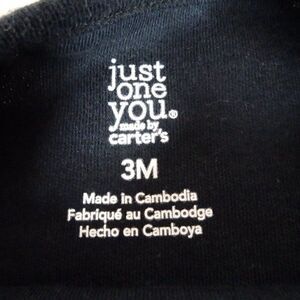 just
one
you®
made by
carter's
3M
Made in Cambodia
Fabriqué au Cambodge
Hecho en Camboya